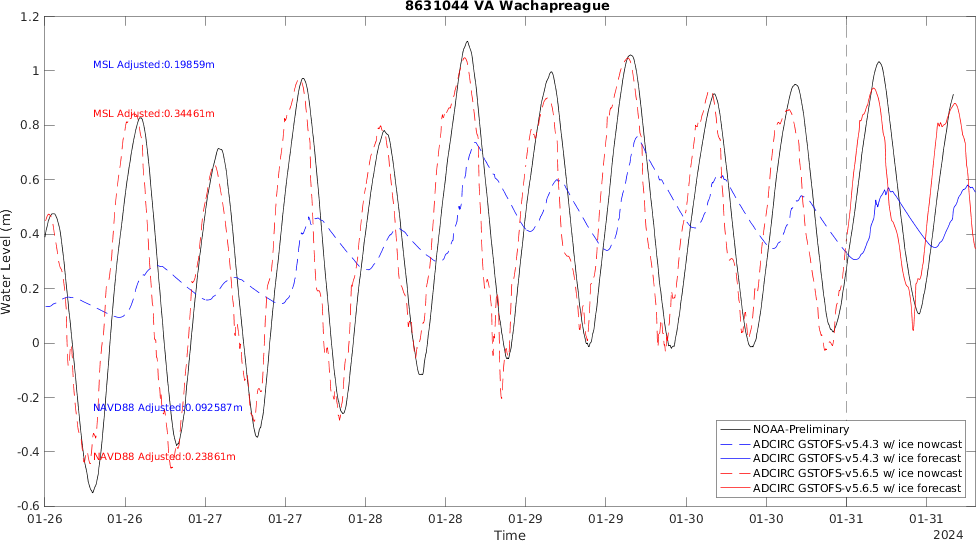 8631044 VA Wachapreague
1.2
1
0.8
0.6
0.4
0.2
0
-0.2
-0.4
-0.6
Water Level (m)
MSL Adjusted:0.19859m
MSL Adjusted:0.34461m
NAVD88 Adjusted:0.092587m
NAVD88 Adjusted:0.23861m
NOAA-Preliminary
ADCIRC GSTOFS-v5.4.3 w/ ice nowcast
ADCIRC GSTOFS-v5.4.3 w/ ice forecast
ADCIRC GSTOFS-v5.6.5 w/ ice nowcast
ADCIRC GSTOFS-v5.6.5 w/ ice forecast
01-26 01-26 01-27 01-27 01-28 01-28 01-29 01-29 01-30 01-30 01-31 01-31
Time
2024